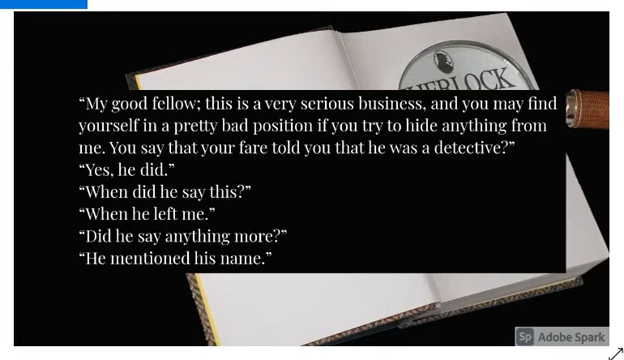 HERLOCK
“My good fellow; this is a very serious business, and you may find
yourself in a pretty bad position if you try to hide anything from
me. You say that your fare told you that he was a detective?”
“Yes, he did.”
“When did he say this?”
“When he left me.”
“Did he say anything more?”
“He mentioned his name.”
Sp Adobe Spark